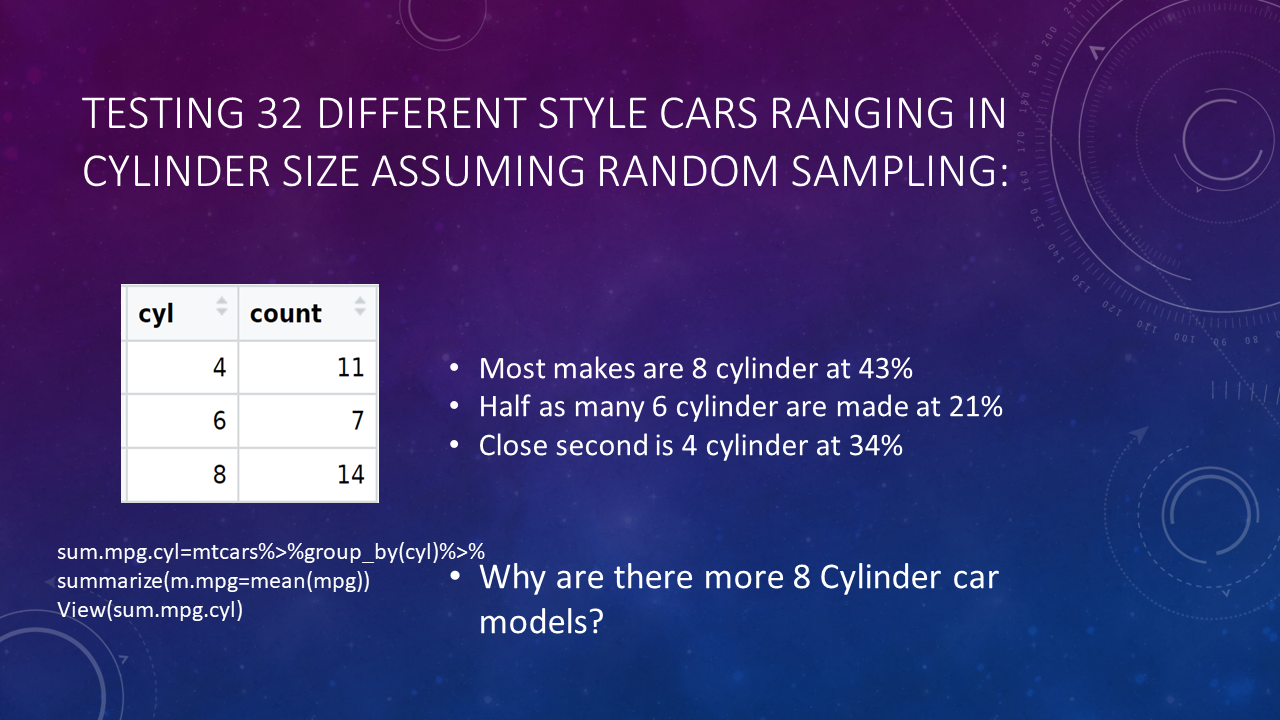 TESTING 32 DIFFERENT STYLE CARS RANGING IN
CYLINDER SIZE ASSUMING RANDOM SAMPLING:
cyl count
4 11
6 7
8 14
• Most makes are 8 cylinder at 43%
• Half as many 6 cylinder are made at 21%
• Close second is 4 cylinder at 34%
sum.mpg.cyl=mtcars%>%group_by(cyl)%>%
summarize(m.mpg=mean(mpg))
View(sum.mpg.cyl)
• Why are there more 8 Cylinder car
models?